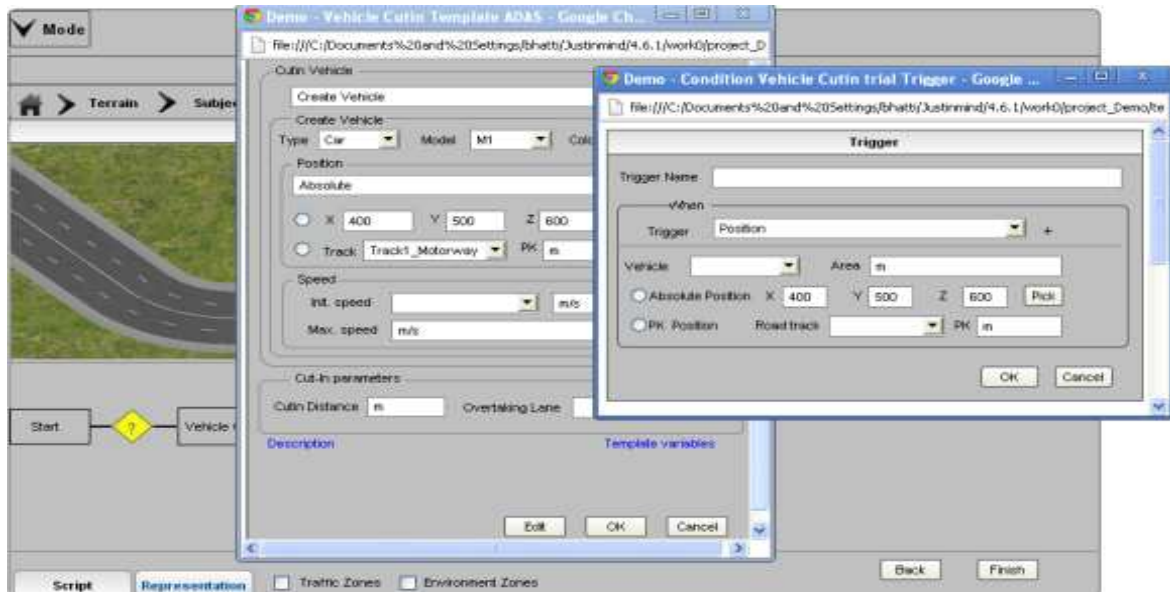 Mode
Terrain
Start
?
Vehicle
Script
Representation
Traffic Zones
Environment Zones
Back
Finish
Demo - Vehicle Cutin Template ADAS - Google Ch...
file:///C:/Documents%20and%20Settings/bhatti/Justinmind/4.6.1/work0/project_D
Cutin Vehicle
Create Vehicle
Create Vehicle
Type Car Model M1
Position
Absolute
X 400 Y 500 Z 600
Track Track1_Motorway PK m
Speed
Init. speed m/s
Max. speed m/s
Cut-In parameters
Cutin Distance m Overtaking Lane
Description Template variables
Edit OK Cancel
Demo - Condition Vehicle Cutin trial Trigger - Google ...
file:///C:/Documents%20and%20Settings/bhatti/Justinmind/4.6.1/work0/project_Demo/te
Trigger
Trigger Name
When
Trigger Position +
Vehicle Area m
Absolute Position X 400 Y 500 Z 600 Pick
PK Position Road track PK m
OK Cancel